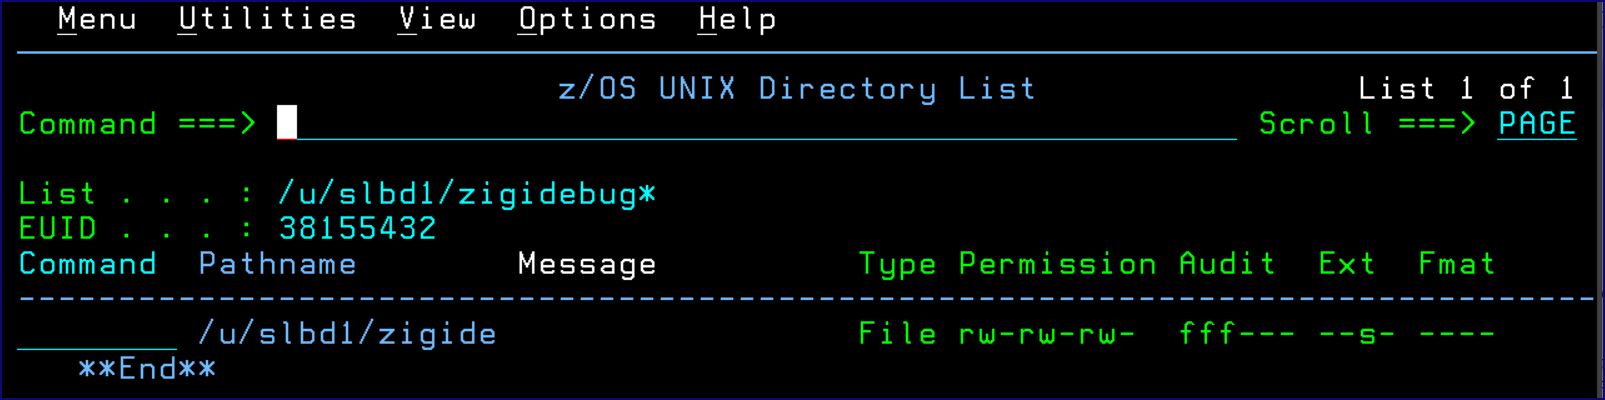 Menu Utilities View Options Help
z/OS UNIX Directory List List 1 of 1
Command ===> Scroll ===> PAGE
List . . . : /u/slbd1/zigidebug*
EUID . . . : 38155432
Command Pathname Message Type Permission Audit Ext Fmat
--------------------------------------------------------------------------------
/u/slbd1/zigide File rw-rw-rw- fff--- --s- ----
**End**